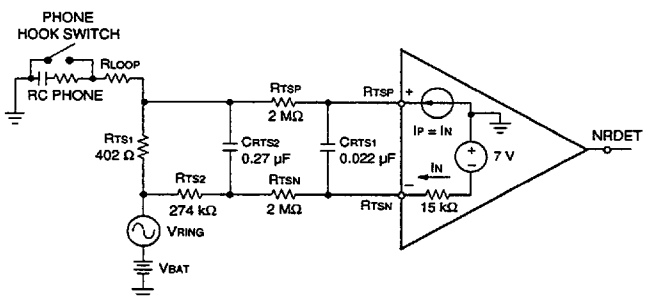 PHONE
HOOK SWITCH
RLOOP
RC PHONE
RTSP
2 MΩ
RTSP
+
IP = IN
NRDET
RTS1
402 Ω
CRTS2
0.27 µF
CRTS1
0.022 µF
+
−
7 V
IN
−
RTS2
274 kΩ
RTSN
2 MΩ
RTSN
15 kΩ
VRING
VBAT